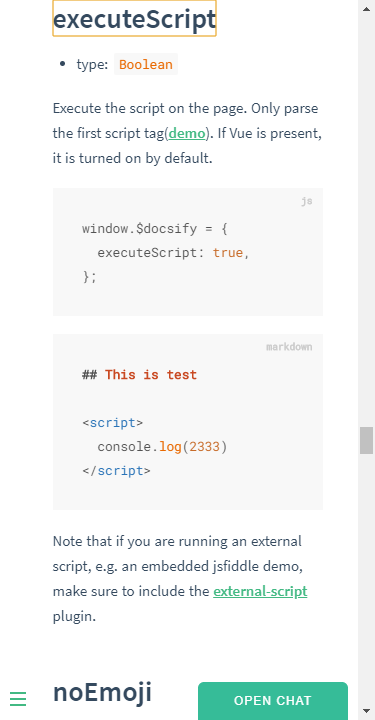 executeScript
• type: Boolean
Execute the script on the page. Only parse
the first script tag(demo). If Vue is present,
it is turned on by default.
js
window.$docsify = {
  executeScript: true,
};
markdown
## This is test
<script>
  console.log(2333)
</script>
Note that if you are running an external
script, e.g. an embedded jsfiddle demo,
make sure to include the external-script
plugin.
noEmoji
OPEN CHAT